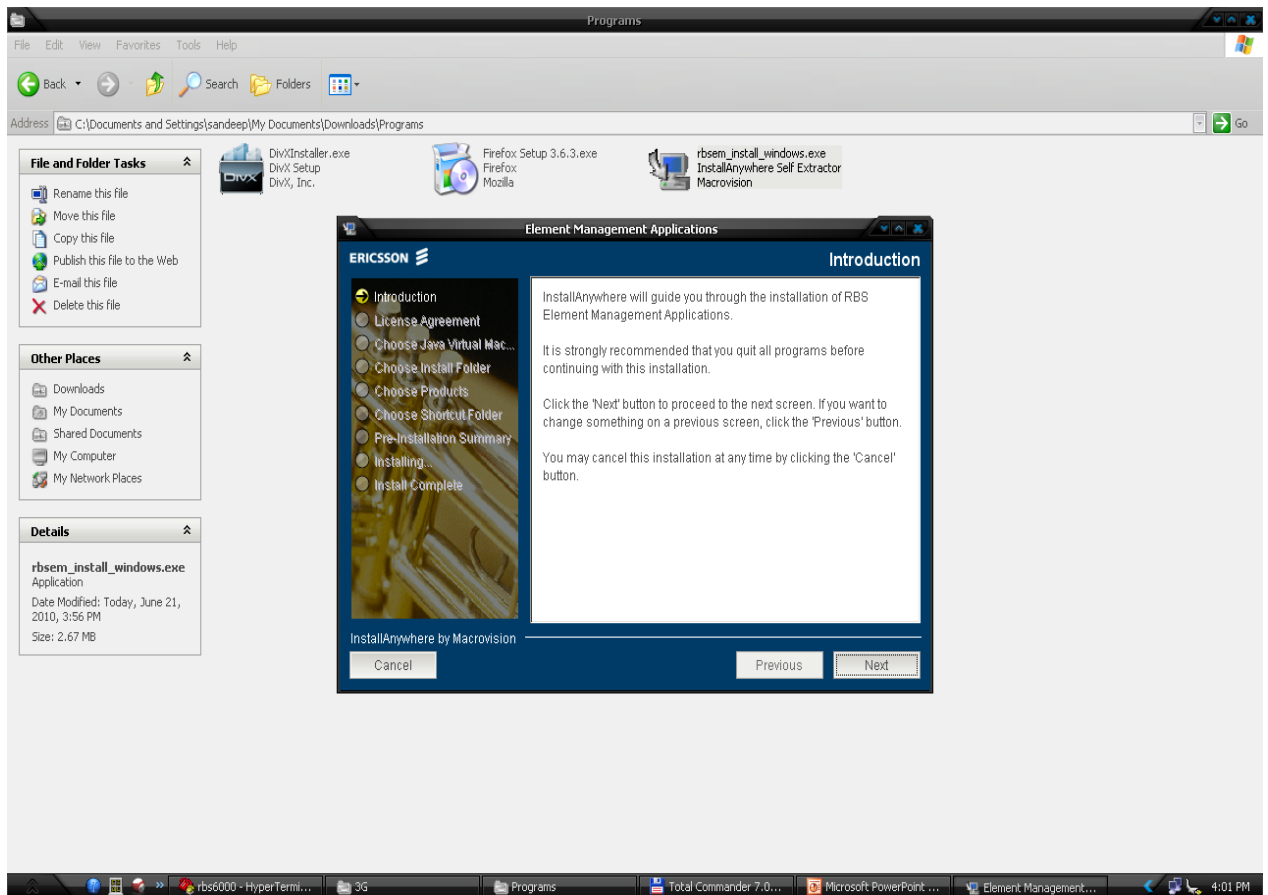 Programs
File Edit View Favorites Tools Help
Back Search Folders
Address C:\Documents and Settings\sandeep\My Documents\Downloads\Programs Go
File and Folder Tasks
Rename this file
Move this file
Copy this file
Publish this file to the Web
E-mail this file
Delete this file
Other Places
Downloads
My Documents
Shared Documents
My Computer
My Network Places
Details
rbsem_install_windows.exe
Application
Date Modified: Today, June 21,
2010, 3:56 PM
Size: 2.67 MB
DivXInstaller.exe
DivX Setup
DivX, Inc.
DIVX
Firefox Setup 3.6.3.exe
Firefox
Mozilla
rbsem_install_windows.exe
InstallAnywhere Self Extractor
Macrovision
Element Management Applications
ERICSSON
Introduction
Introduction
License Agreement
Choose Java Virtual Mac...
Choose Install Folder
Choose Products
Choose Shortcut Folder
Pre-Installation Summary
Installing...
Install Complete
InstallAnywhere will guide you through the installation of RBS
Element Management Applications.
It is strongly recommended that you quit all programs before
continuing with this installation.
Click the 'Next' button to proceed to the next screen. If you want to
change something on a previous screen, click the 'Previous' button.
You may cancel this installation at any time by clicking the 'Cancel'
button.
InstallAnywhere by Macrovision
Cancel Previous Next
rbs6000 - HyperTermi... 3G Programs Total Commander 7.0... Microsoft PowerPoint ... Element Management... 4:01 PM